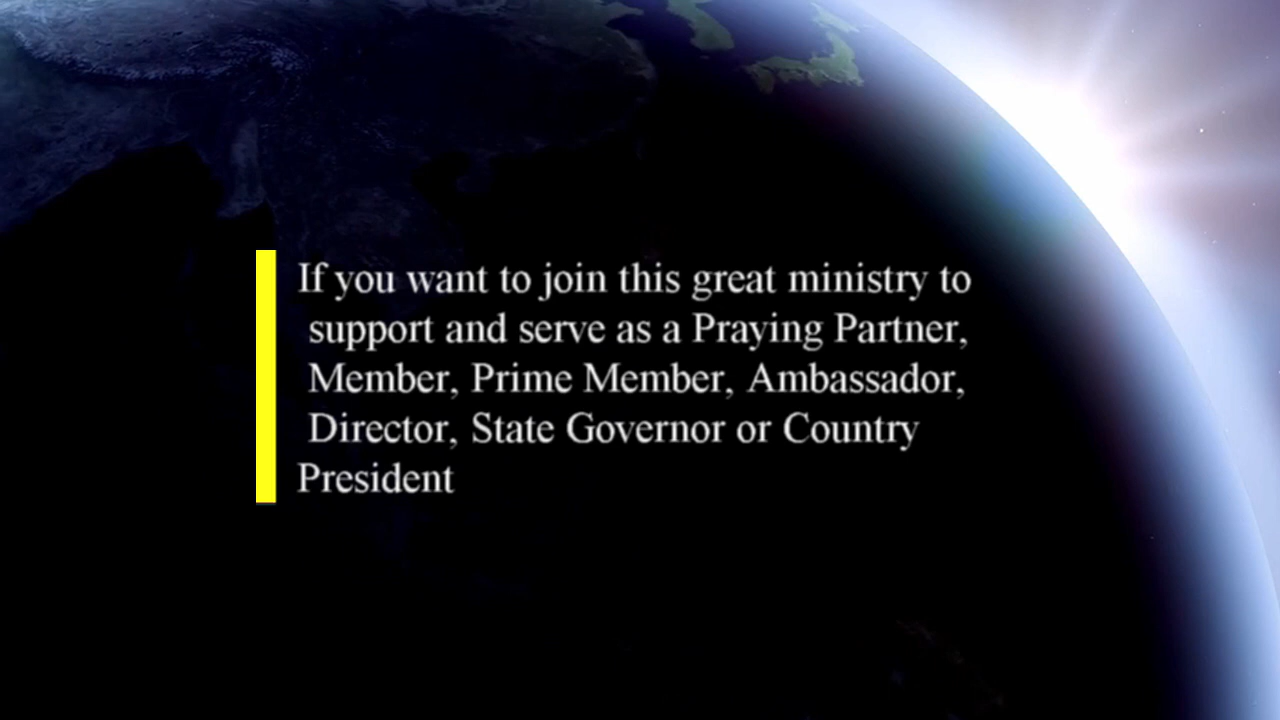 If you want to join this great ministry to
support and serve as a Praying Partner,
Member, Prime Member, Ambassador,
Director, State Governor or Country
President